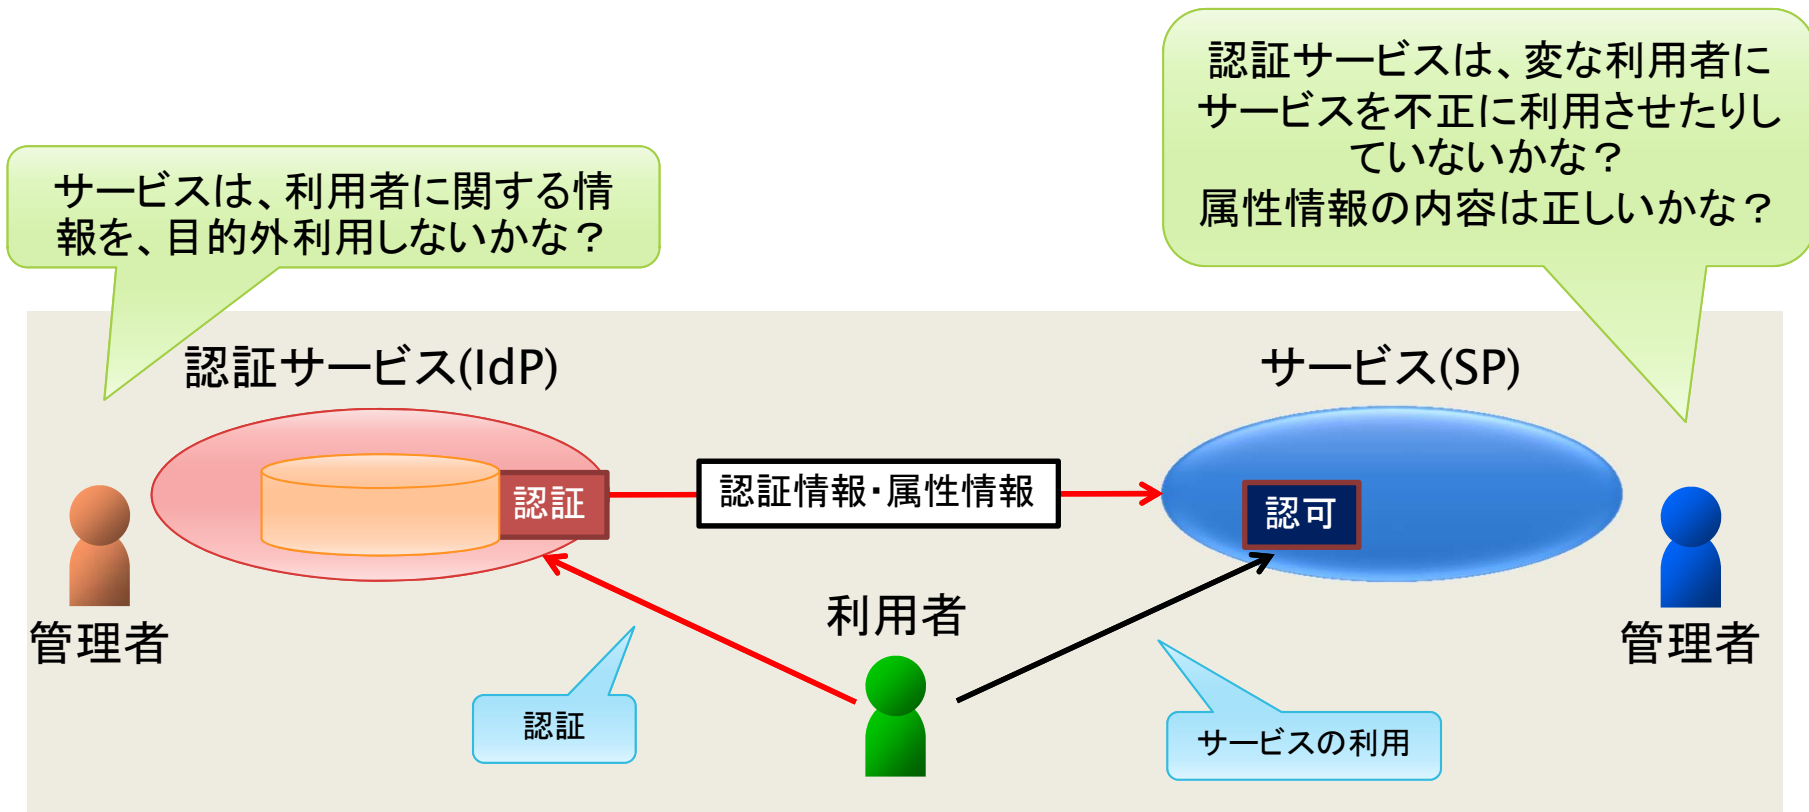 認証サービスは、変な利用者に
サービスを不正に利用させたりし
ていないかな？
属性情報の内容は正しいかな？
サービスは、利用者に関する情
報を、目的外利用しないかな？
認証サービス(IdP)
サービス(SP)
認証
認証情報・属性情報
認可
管理者
利用者
管理者
認証
サービスの利用